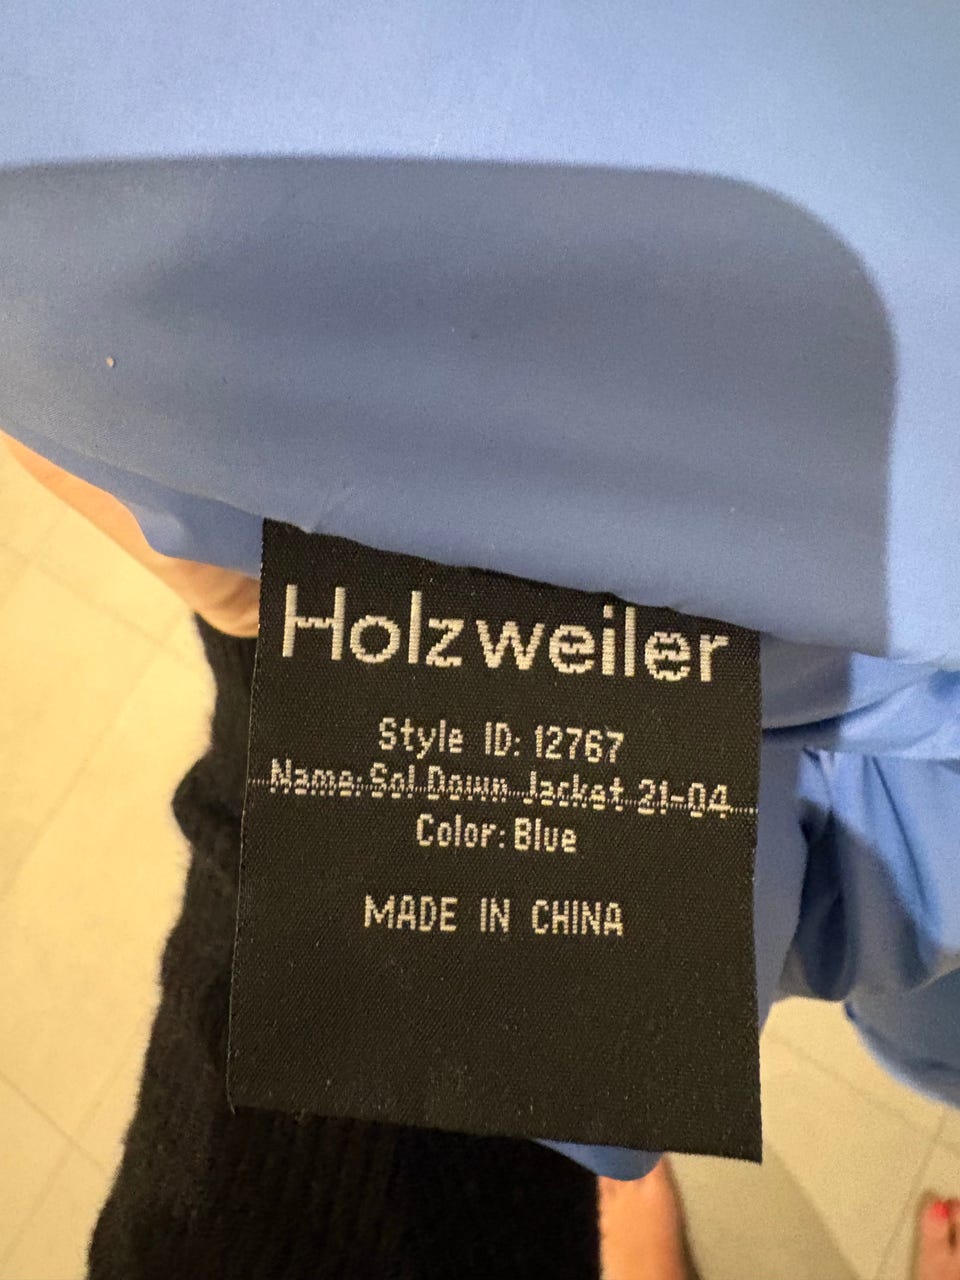 Holzweiler
Style ID: 12767
Name: Sol Down Jacket 21-04
Color: Blue
MADE IN CHINA